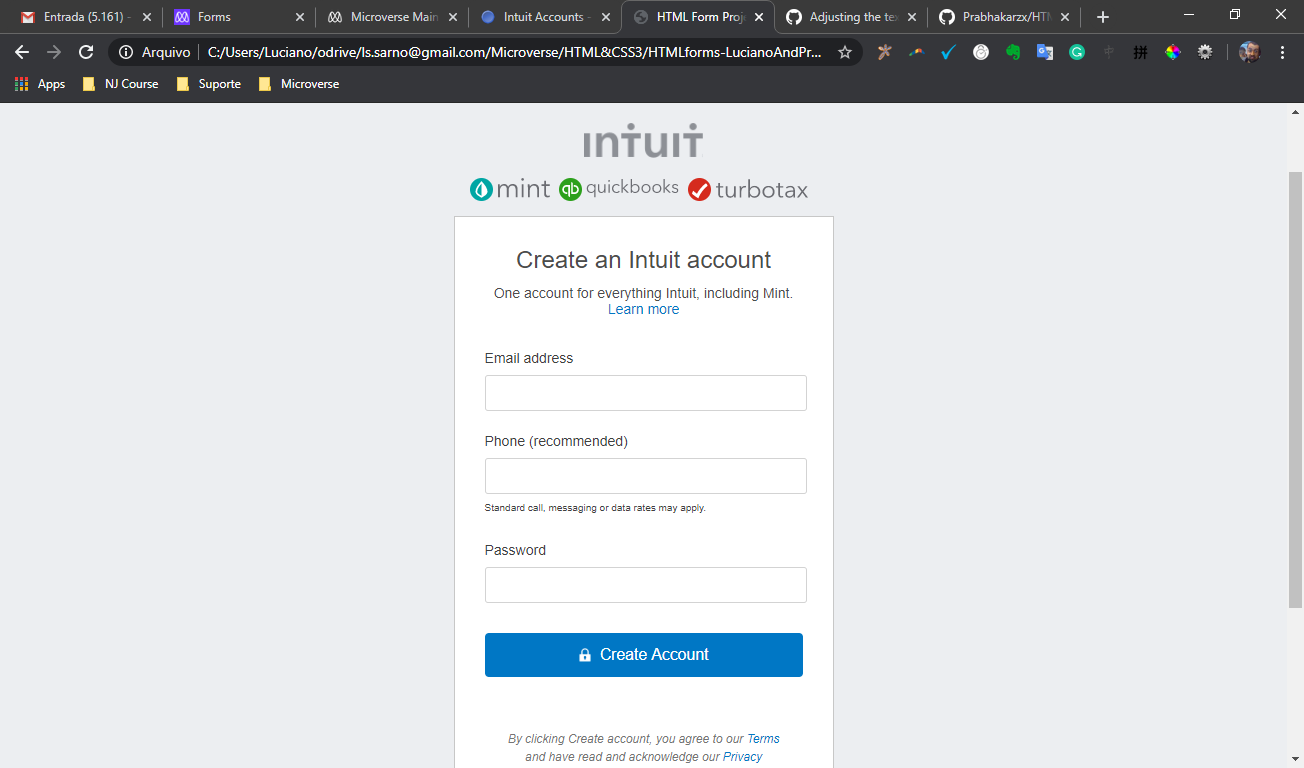 Entrada (5.161) -
Forms
Microverse Main
Intuit Accounts -
HTML Form Proj
Adjusting the te
Prabhakarzx/HTM
Arquivo
C:/Users/Luciano/odrive/ls.sarno@gmail.com/Microverse/HTML&CSS3/HTMLforms-LucianoAndPr...
Apps
NJ Course
Suporte
Microverse
intuit
mint qb quickbooks turbotax
Create an Intuit account
One account for everything Intuit, including Mint.
Learn more
Email address
Phone (recommended)
Standard call, messaging or data rates may apply.
Password
Create Account
By clicking Create account, you agree to our Terms
and have read and acknowledge our Privacy